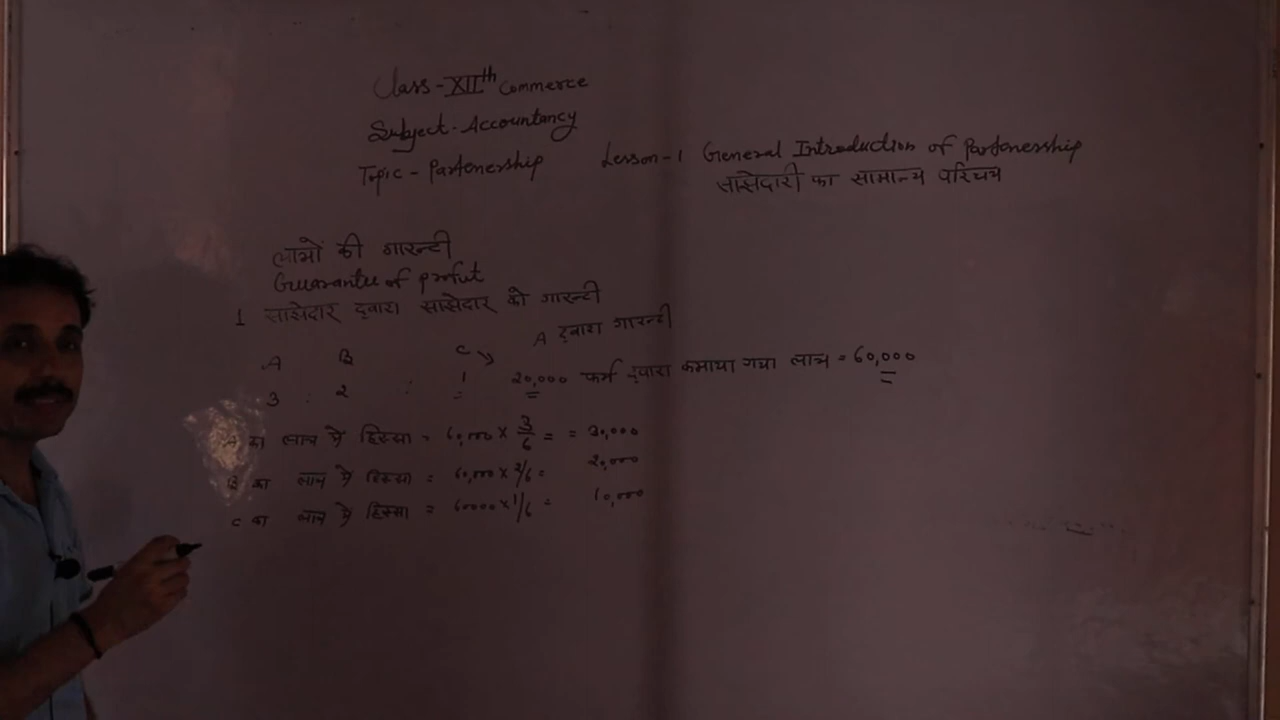 Class-XIIth Commerce
Subject-Accountancy
Topic-Partenership Lesson-1 General Introduction of Partenership
साझेदारी का सामान्य परिचय
लाभों की गारन्टी
Guarantee of profit
1 साझेदार द्वारा साझेदार को गारन्टी
A द्वारा गारन्टी
A B C
3 : 2 : 1 20,000 फर्म द्वारा कमाया गया लाभ = 60,000
A का लाभ में हिस्सा = 60,000 × 3/6 = = 30,000
B का लाभ में हिस्सा = 60,000 × 2/6 = 20,000
C का लाभ में हिस्सा = 60000 × 1/6 = 10,000